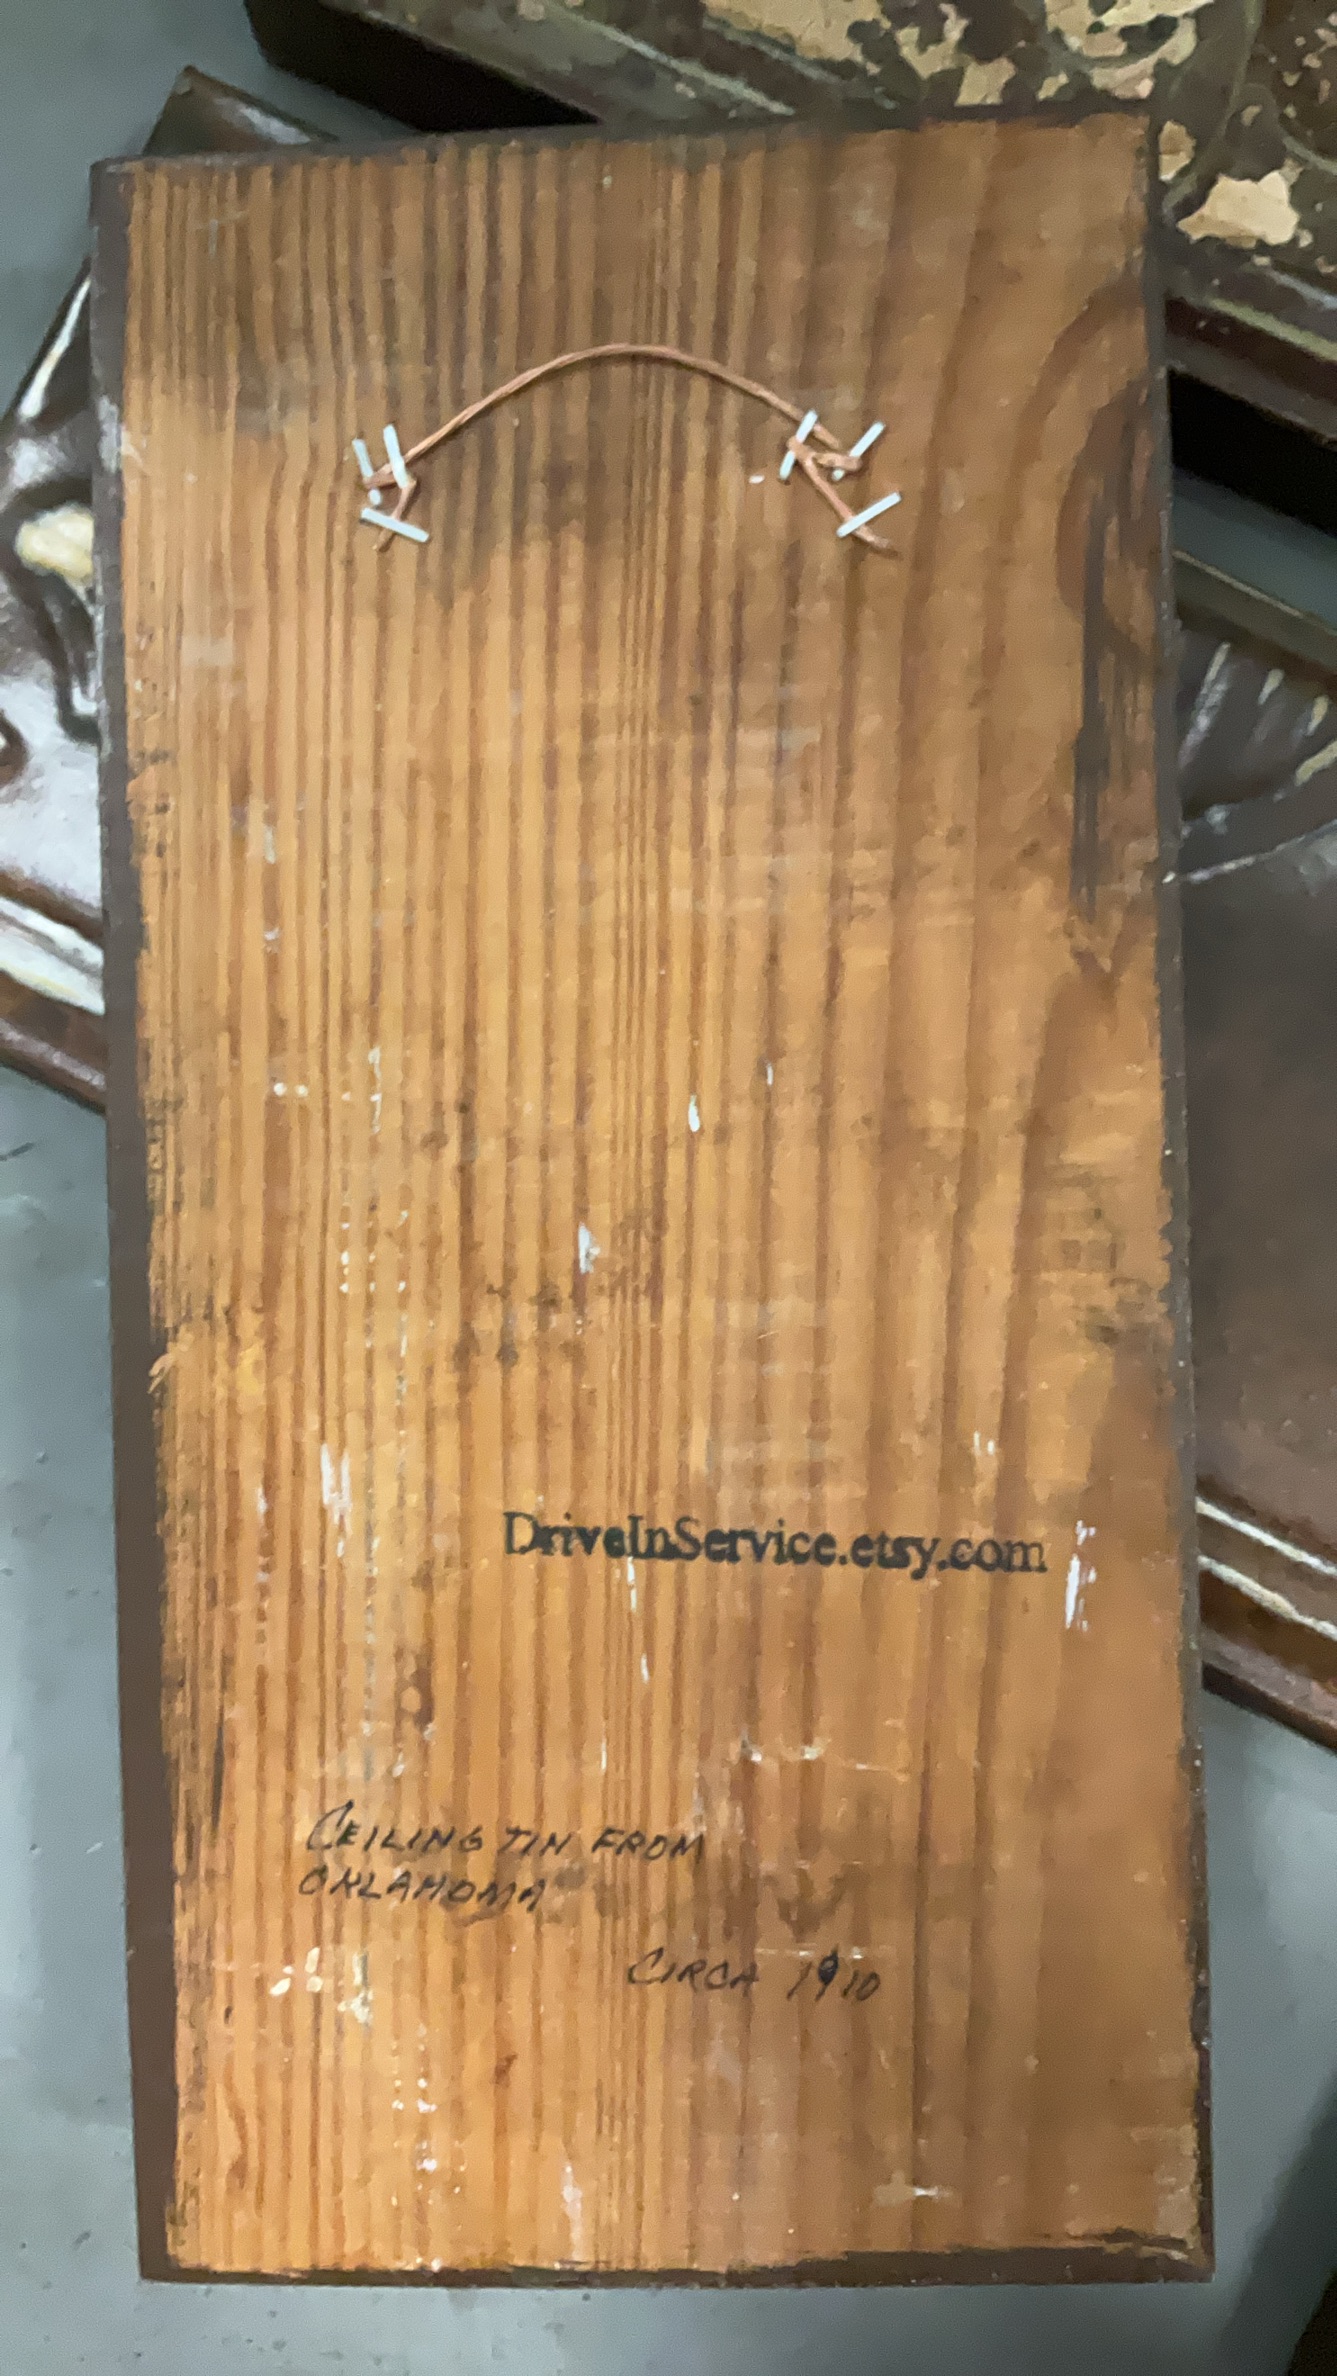 DriveInService.etsy.com
CEILING TIN FROM
OKLAHOMA
CIRCA 1910